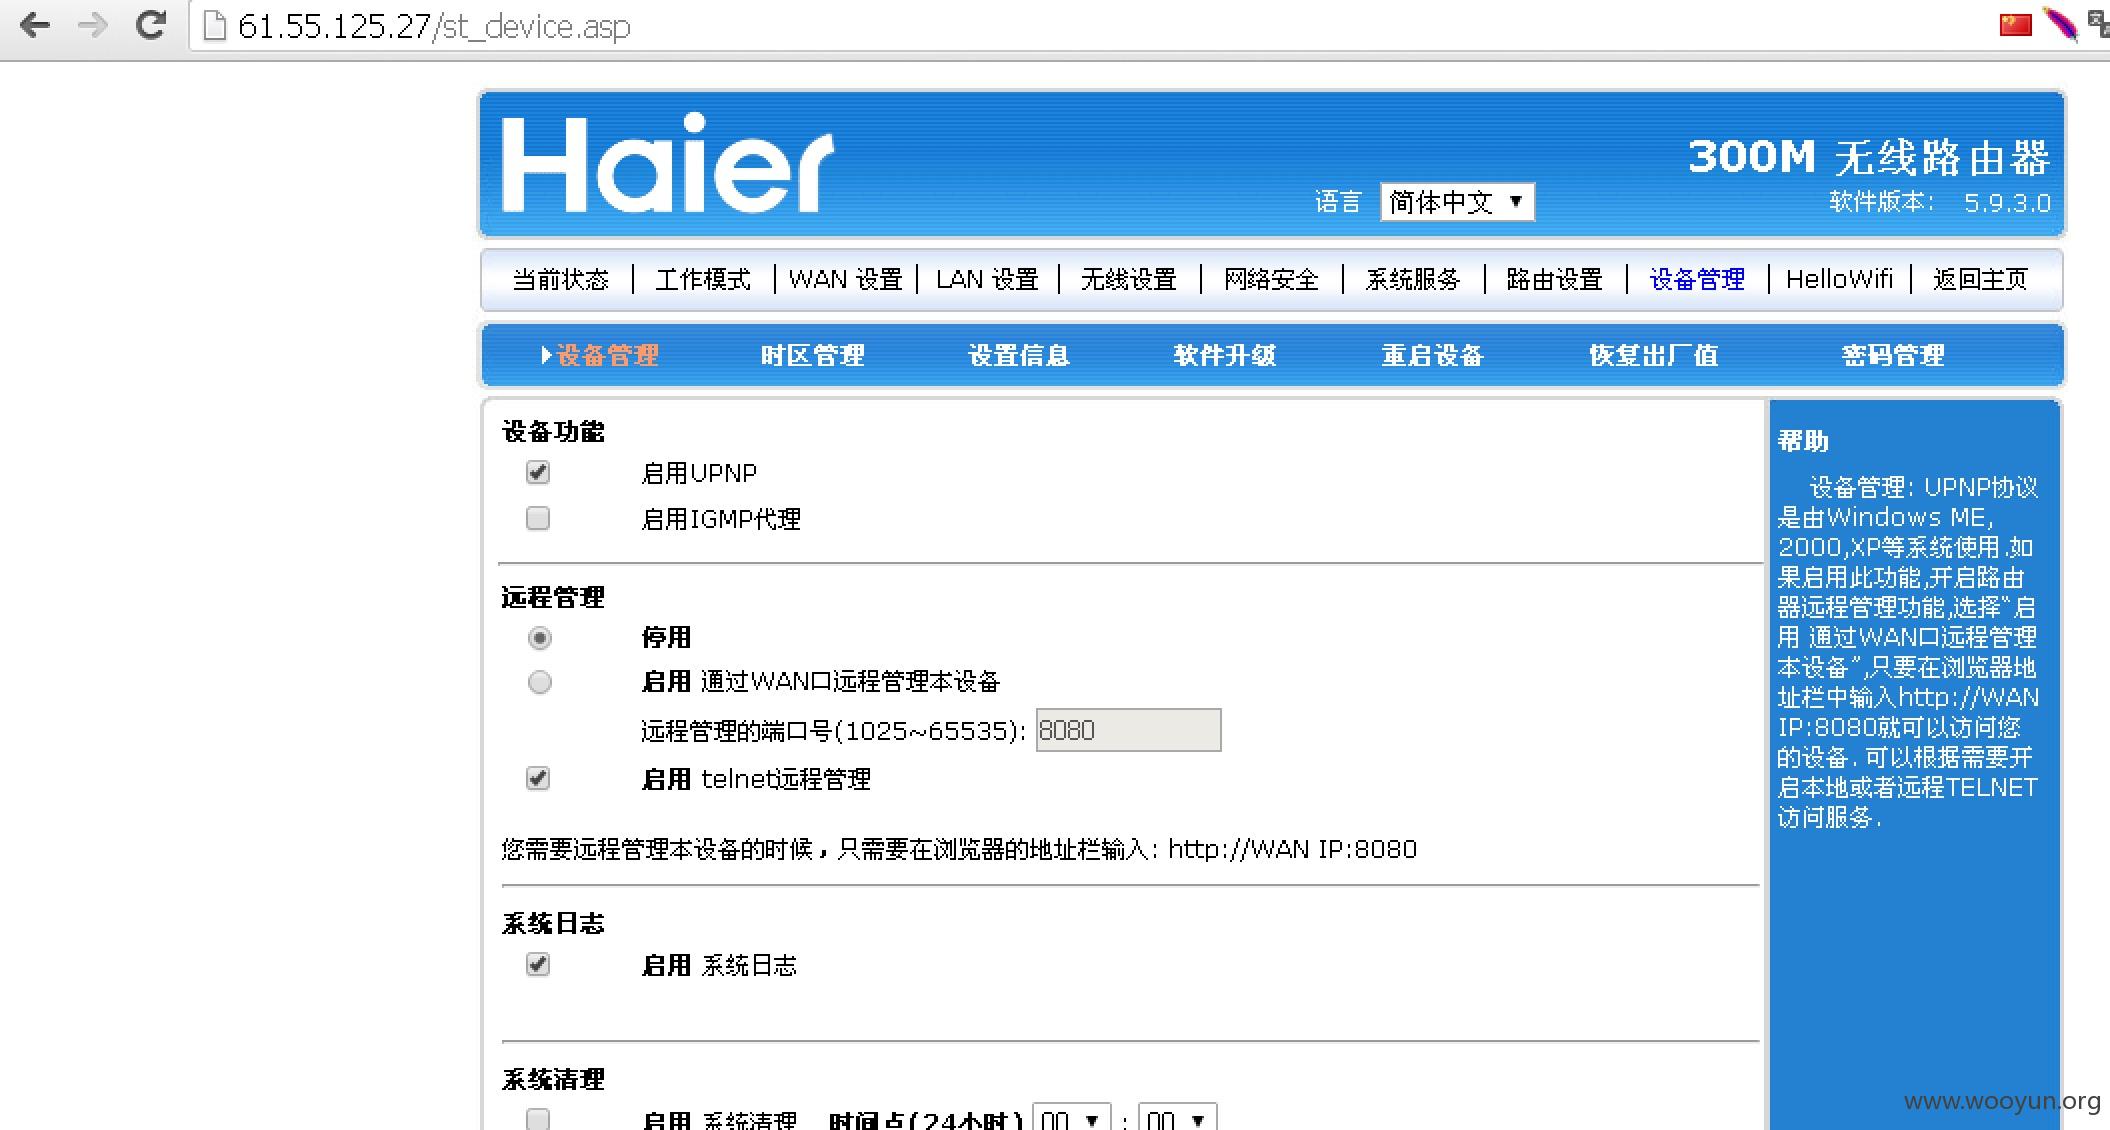 61.55.125.27/st_device.asp
Haier
300M 无线路由器
语言 简体中文
软件版本： 5.9.3.0
当前状态 | 工作模式 | WAN 设置 | LAN 设置 | 无线设置 | 网络安全 | 系统服务 | 路由设置 | 设备管理 | HelloWifi | 返回主页
设备管理 时区管理 设置信息 软件升级 重启设备 恢复出厂值 密码管理
设备功能
启用UPNP
启用IGMP代理
远程管理
停用
启用 通过WAN口远程管理本设备
远程管理的端口号(1025~65535): 8080
启用 telnet远程管理
您需要远程管理本设备的时候，只需要在浏览器的地址栏输入: http://WAN IP:8080
系统日志
启用 系统日志
系统清理
启用 系统清理 时间点(24小时) 00 : 00
帮助
设备管理: UPNP协议
是由Windows ME,
2000,XP等系统使用.如
果启用此功能,开启路由
器远程管理功能,选择"启
用 通过WAN口远程管理
本设备",只要在浏览器地
址栏中输入http://WAN
IP:8080就可以访问您
的设备. 可以根据需要开
启本地或者远程TELNET
访问服务.
www.wooyun.org